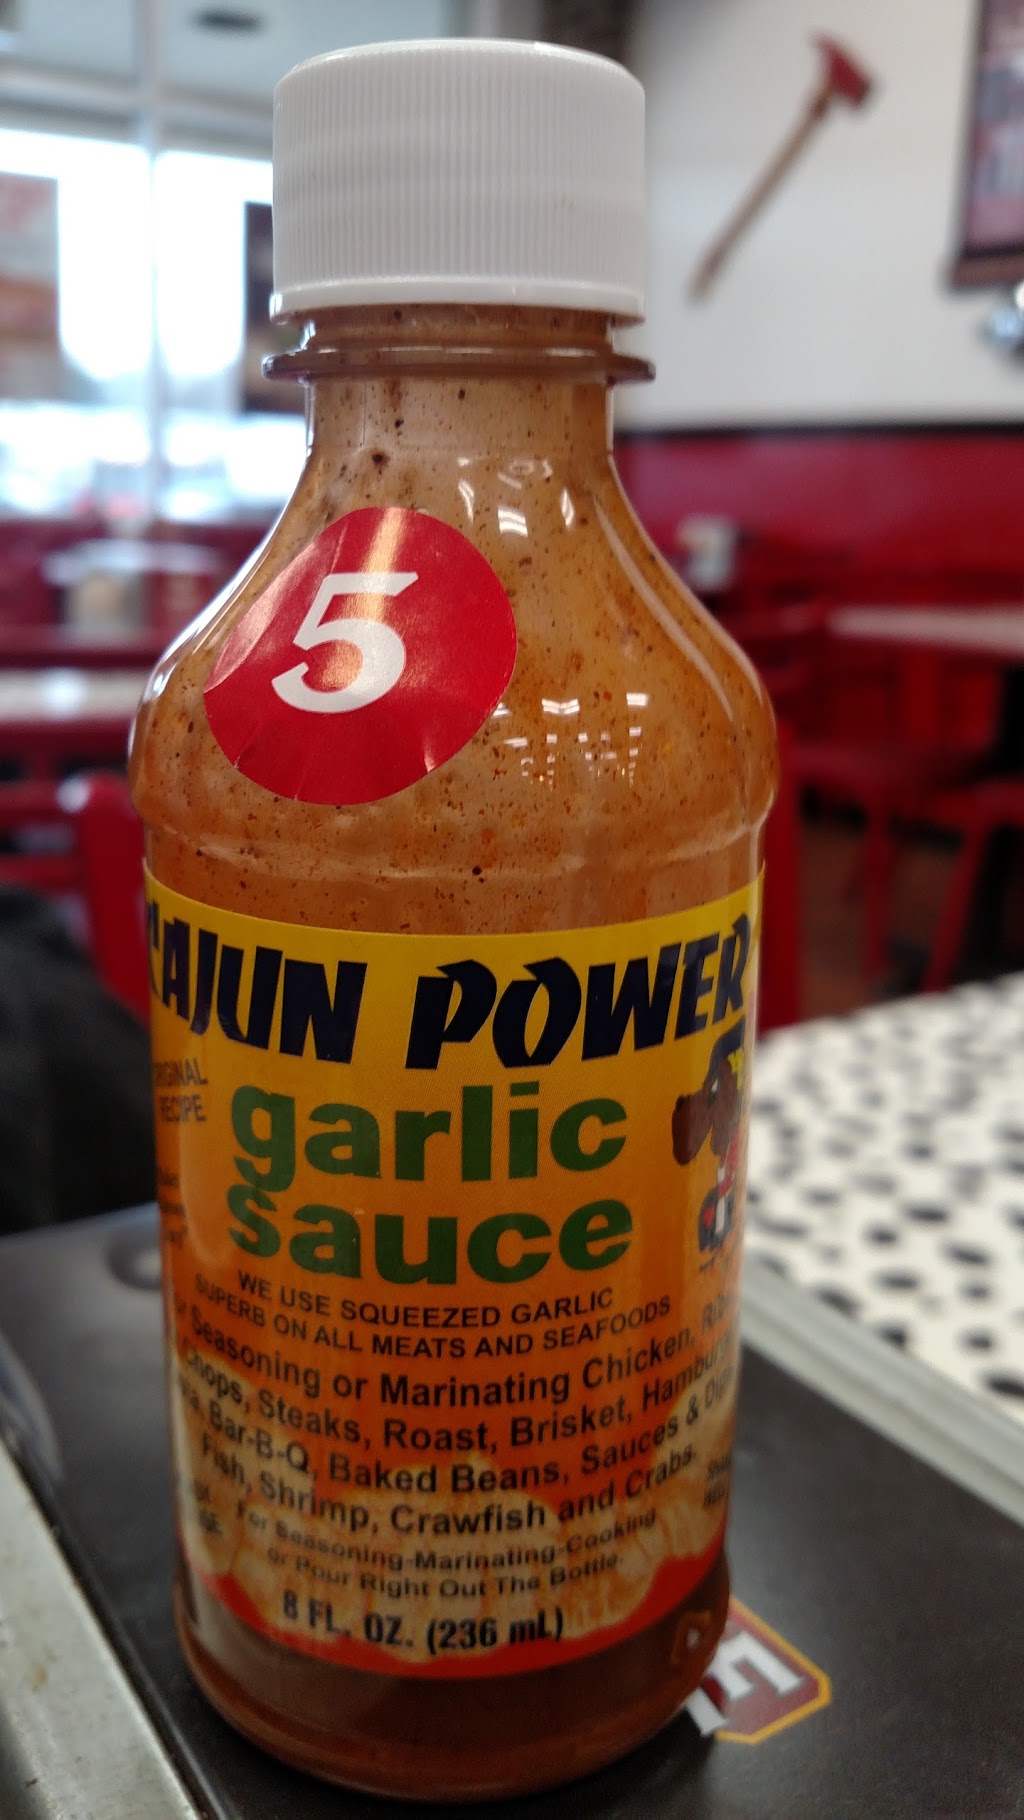 5
CAJUN POWER
ORIGINAL
RECIPE
garlic
sauce
WE USE SQUEEZED GARLIC
SUPERB ON ALL MEATS AND SEAFOODS
Seasoning or Marinating Chicken,
Chops, Steaks, Roast, Brisket,
Bar-B-Q, Baked Beans, Sauces &
Fish, Shrimp, Crawfish and Crabs.
For Seasoning-Marinating-Cooking
or Pour Right Out The Bottle.
8 FL. OZ. (236 mL)